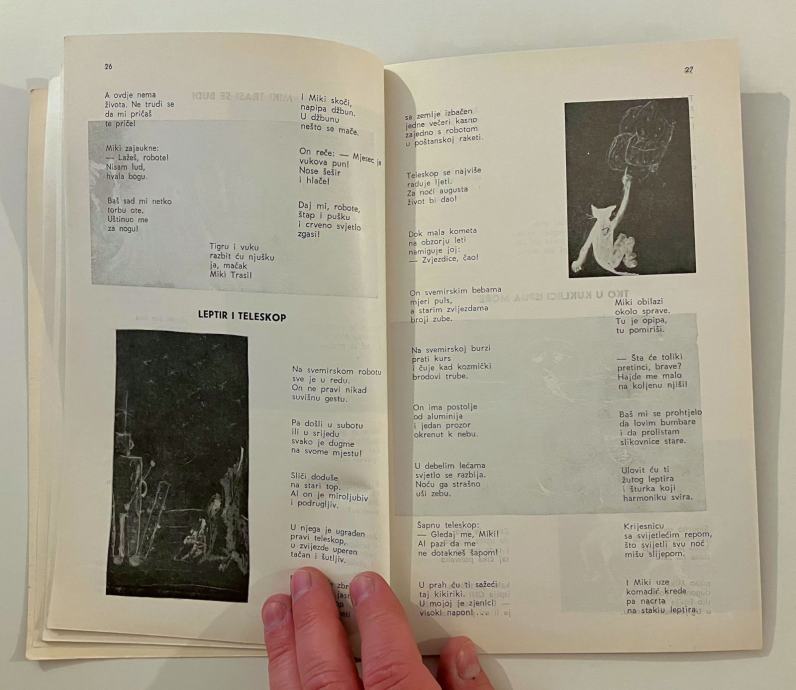 26
A ovdje nema
života. Ne trudi se
da mi pričaš
te priče!
Miki zajaukne:
— Lažeš, robote!
Nisam lud,
hvala bogu.
Baš sad mi netko
torbu ote.
Uštinuo me
za nogu!
I Miki skoči,
napipa džbun.
U džbunu
nešto se mače.
On reče: — Mjesec je
vukova pun!
Nose šešir
i hlače!
Daj mi, robote,
štap i pušku
i crveno svjetlo
zgasi!
Tigru i vuku
razbit ću njušku
ja, mačak
Miki Trasi!
LEPTIR I TELESKOP
Na svemirskom robotu
sve je u redu.
On ne pravi nikad
suvišnu gestu.
Pa došli u subotu
ili u srijedu
svako je dugme
na svome mjestu!
Sliči doduše
na stari top.
Al on je miroljubiv
i podrugljiv.
U njega je ugrađen
pravi teleskop,
u zvijezde uperen
tačan i šutljiv.
27
sa zemlje izbačen
jedne večeri kasno
zajedno s robotom
u poštanskoj raketi.
Teleskop se najviše
raduje ljeti.
Za noći augusta
život bi dao!
Dok mala kometa
na obzorju leti
namiguje joj:
— Zvjezdice, čao!
On svemirskim bebama
mjeri puls,
a starim zvijezdama
broji zube.
Na svemirskoj burzi
prati kurs
i čuje kad kozmički
brodovi trube.
On ima postolje
od aluminija
i jedan prozor
okrenut k nebu.
U debelim lećama
svjetlo se razbija.
Noću ga strašno
uši zebu.
Šapnu teleskop:
— Gledaj me, Miki!
Al pazi da me
ne dotakneš šapom!
U prah ću ti sažeći
taj kikiriki.
U mojoj je zjenici —
visoki napon!
Miki obilazi
okolo sprave.
Tu je opipa,
tu pomiriši.
— Šta će toliki
pretinci, brave?
Hajde me malo
na koljenu njiši!
Baš mi se prohtjelo
da lovim bumbare
i da prolistam
slikovnice stare.
Ulovit ću ti
žutog leptira
i šturka koji
harmoniku svira.
Krijesnicu
sa svijetlećim repom,
što svijetli svu noć
mišu slijepom.
I Miki uze
komadić krede
pa nacrta
na staklu leptira.